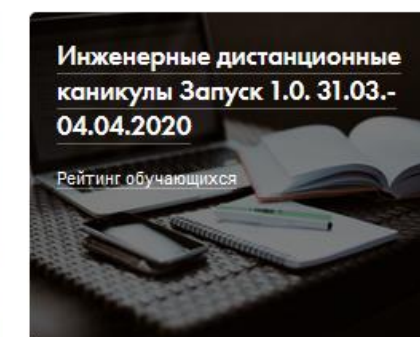 Инженерные дистанционные
каникулы Запуск 1.0. 31.03.-
04.04.2020
Рейтинг обучающихся